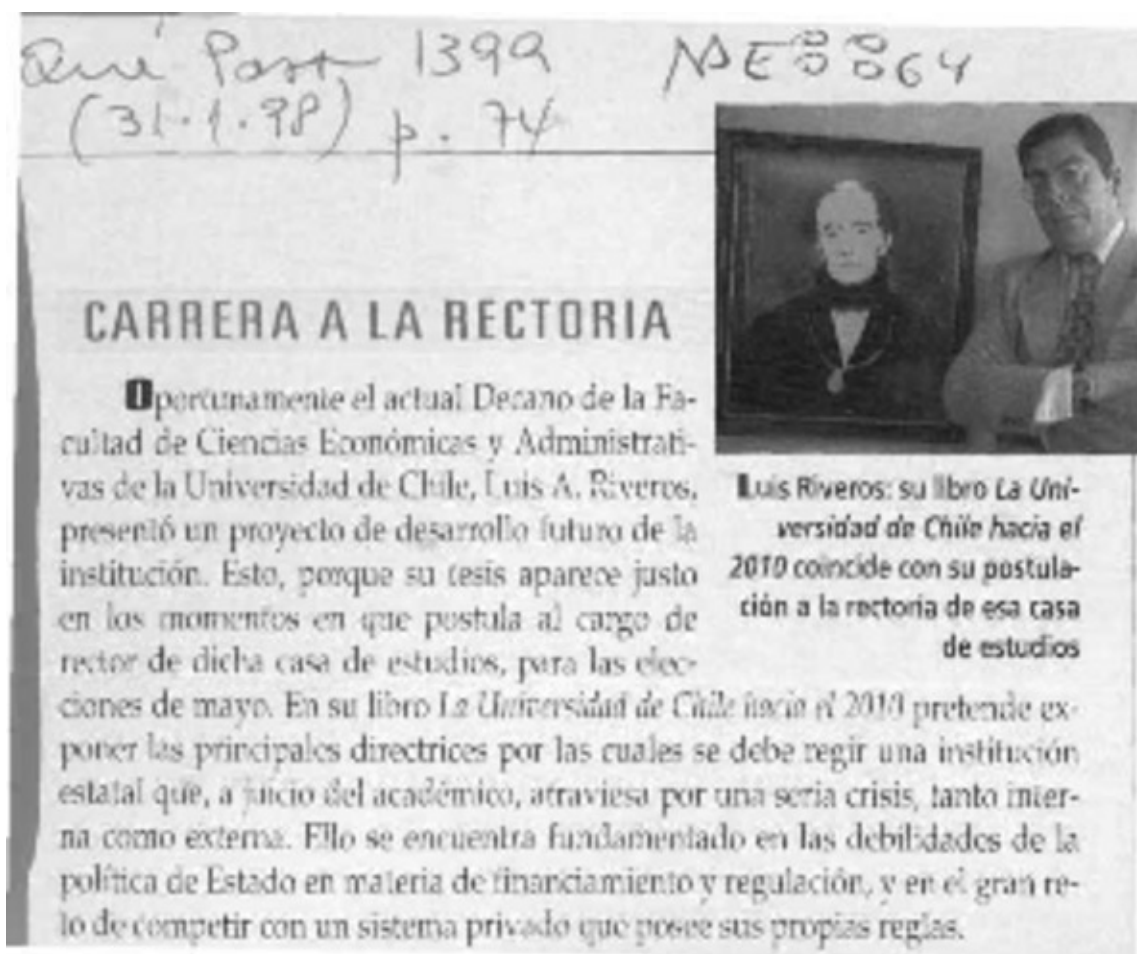 Qué Pasa 1399
(31.1.98) p. 74
CARRERA A LA RECTORIA
Oportunamente el actual Decano de la Fa-
cultad de Ciencias Económicas y Administrati-
vas de la Universidad de Chile, Luis A. Riveros,
presentó un proyecto de desarrollo futuro de la
institución. Esto, porque su tesis aparece justo
en los momentos en que postula al cargo de
rector de dicha casa de estudios, para las elec-
ciones de mayo. En su libro La Universidad de Chile hacia el 2010 pretende ex-
poner las principales directrices por las cuales se debe regir una institución
estatal que, a juicio del académico, atraviesa por una seria crisis, tanto inter-
na como externa. Ello se encuentra fundamentado en las debilidades de la
política de Estado en materia de financiamiento y regulación, y en el gran re-
to de competir con un sistema privado que posee sus propias reglas.
Luis Riveros: su libro La Uni-
versidad de Chile hacia el
2010 coincide con su postula-
ción a la rectoria de esa casa
de estudios